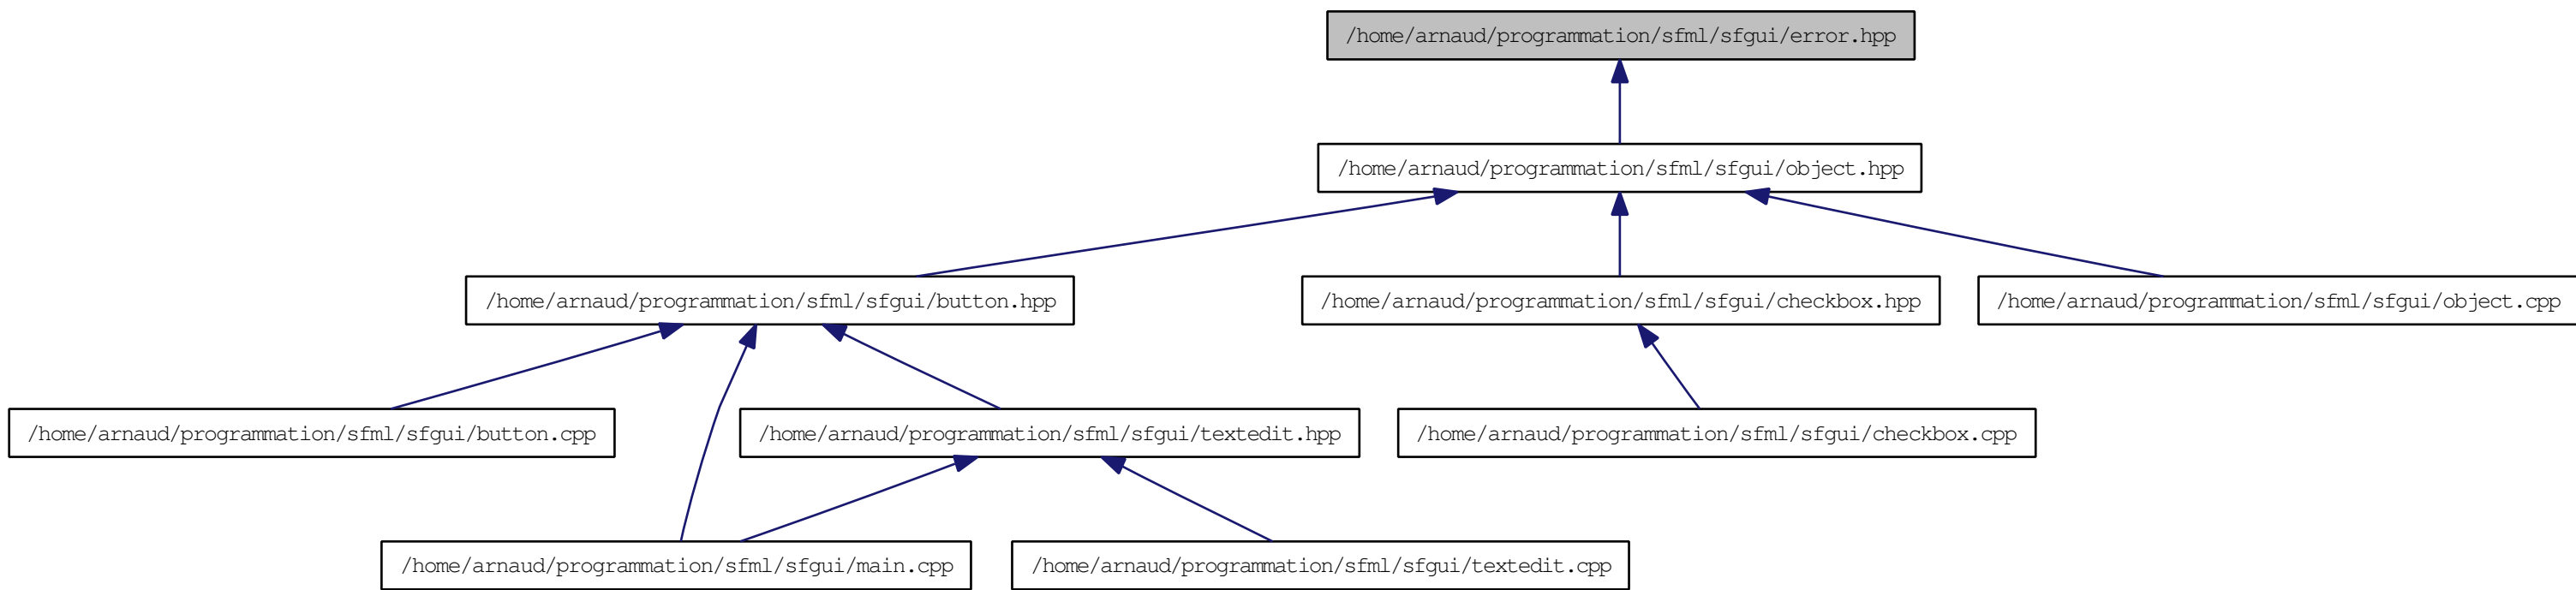 /home/arnaud/programmation/sfml/sfgui/error.hpp
/home/arnaud/programmation/sfml/sfgui/object.hpp
/home/arnaud/programmation/sfml/sfgui/button.hpp
/home/arnaud/programmation/sfml/sfgui/checkbox.hpp
/home/arnaud/programmation/sfml/sfgui/object.cpp
/home/arnaud/programmation/sfml/sfgui/button.cpp
/home/arnaud/programmation/sfml/sfgui/textedit.hpp
/home/arnaud/programmation/sfml/sfgui/checkbox.cpp
/home/arnaud/programmation/sfml/sfgui/main.cpp
/home/arnaud/programmation/sfml/sfgui/textedit.cpp